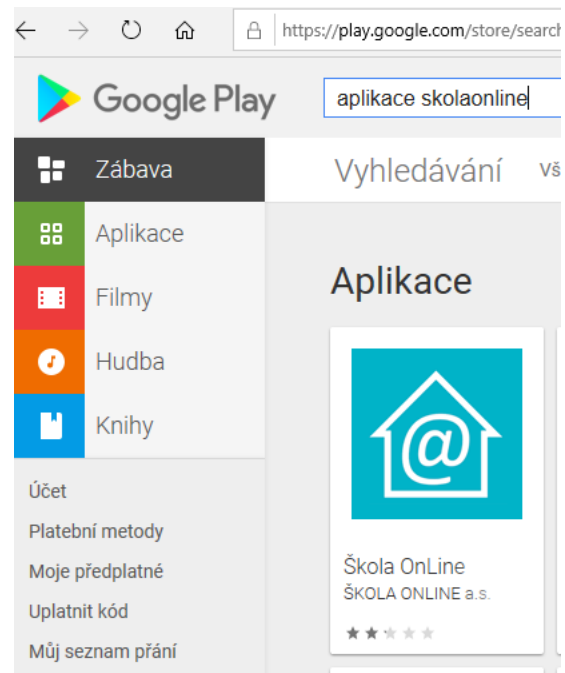 https://play.google.com/store/search
Google Play
aplikace skolaonline
Zábava
Vyhledávání
Aplikace
Filmy
Hudba
Knihy
Účet
Platební metody
Moje předplatné
Uplatnit kód
Můj seznam přání
Aplikace
@
Škola OnLine
ŠKOLA ONLINE a.s.